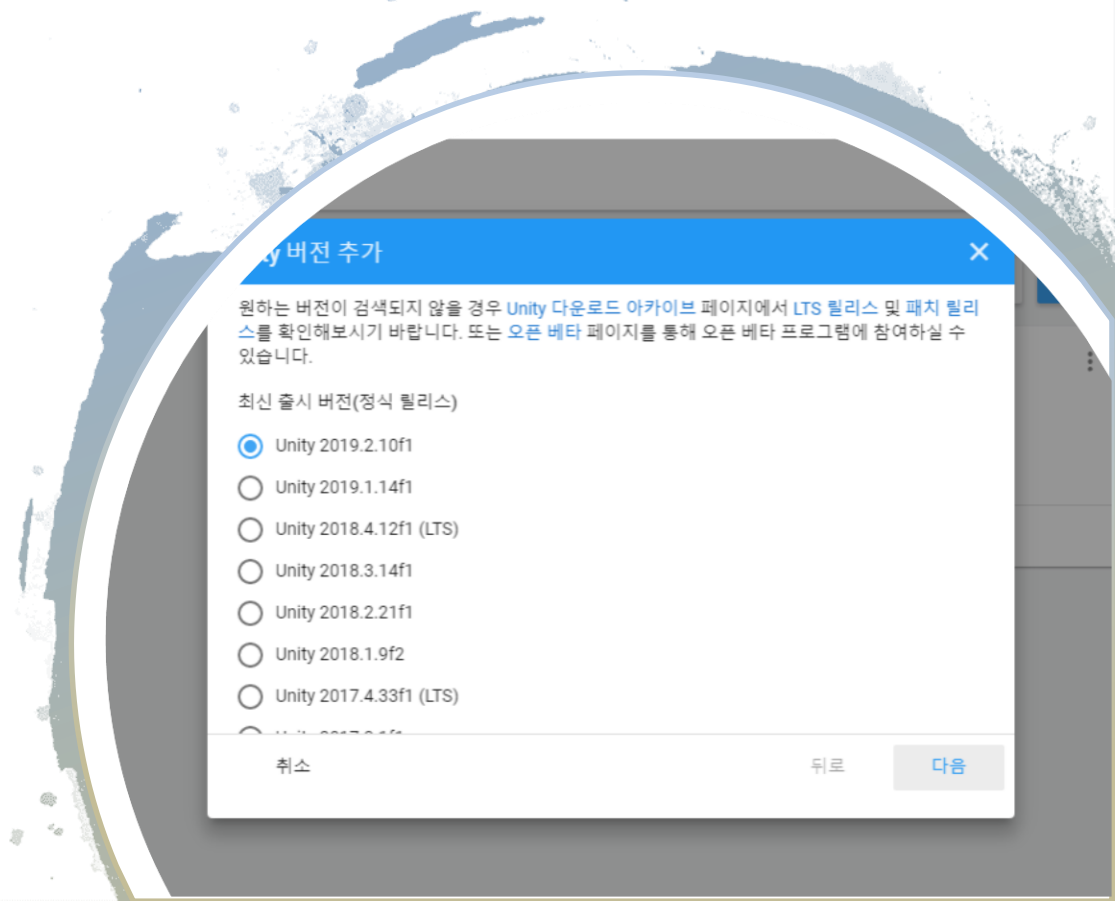 버전 추가
원하는 버전이 검색되지 않을 경우 Unity 다운로드 아카이브 페이지에서 LTS 릴리스 및 패치 릴리
스를 확인해보시기 바랍니다. 또는 오픈 베타 페이지를 통해 오픈 베타 프로그램에 참여하실 수
있습니다.
최신 출시 버전(정식 릴리스)
Unity 2019.2.10f1
Unity 2019.1.14f1
Unity 2018.4.12f1 (LTS)
Unity 2018.3.14f1
Unity 2018.2.21f1
Unity 2018.1.9f2
Unity 2017.4.33f1 (LTS)
취소
뒤로
다음